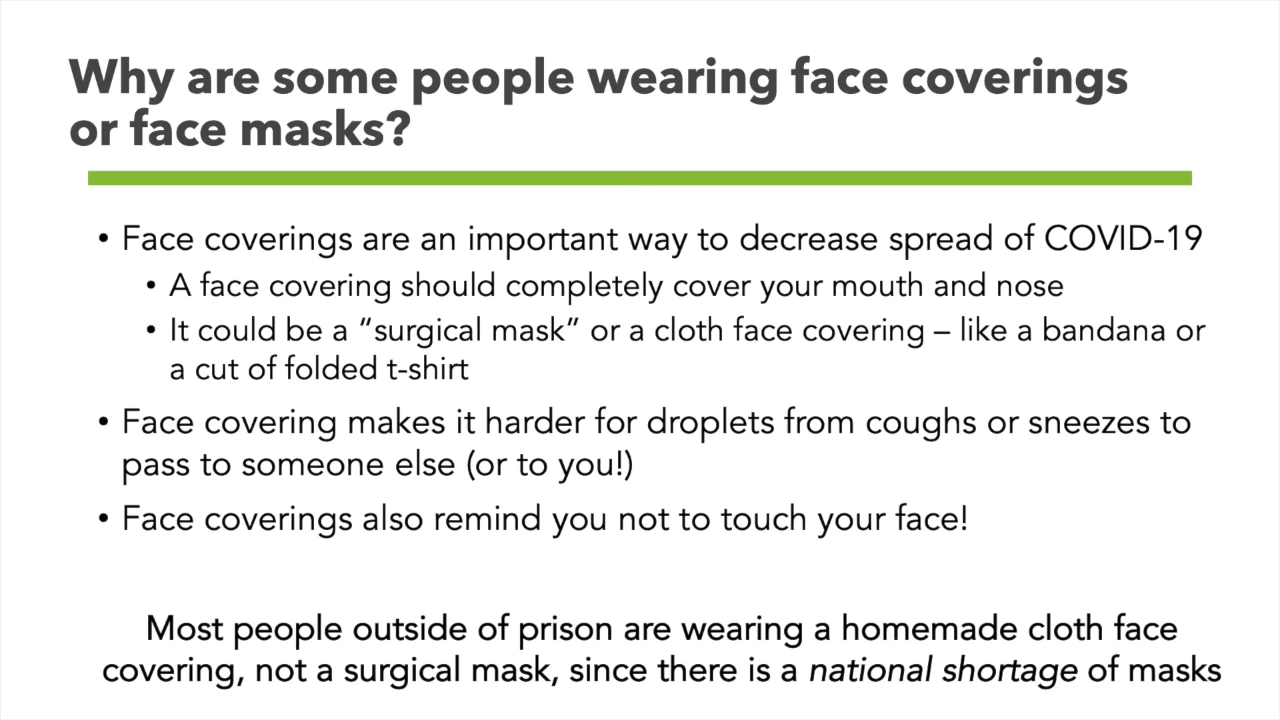 Why are some people wearing face coverings
or face masks?
• Face coverings are an important way to decrease spread of COVID-19
• A face covering should completely cover your mouth and nose
• It could be a “surgical mask” or a cloth face covering – like a bandana or
a cut of folded t-shirt
• Face covering makes it harder for droplets from coughs or sneezes to
pass to someone else (or to you!)
• Face coverings also remind you not to touch your face!
Most people outside of prison are wearing a homemade cloth face
covering, not a surgical mask, since there is a national shortage of masks